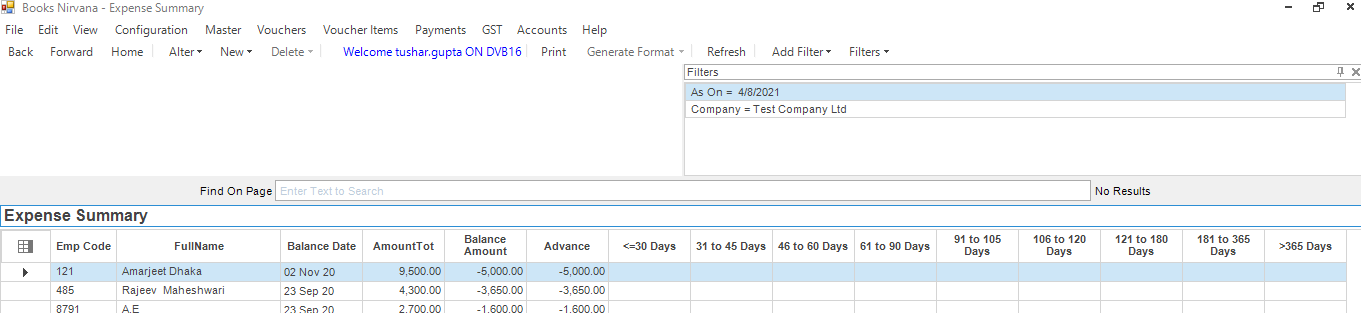 Books Nirvana - Expense Summary
File Edit View Configuration Master Vouchers Voucher Items Payments GST Accounts Help
Back Forward Home Alter New Delete Welcome tushar.gupta ON DVB16 Print Generate Format Refresh Add Filter Filters
Filters
As On = 4/8/2021
Company = Test Company Ltd
Find On Page Enter Text to Search No Results
Expense Summary
Emp Code FullName Balance Date AmountTot Balance Amount Advance <=30 Days 31 to 45 Days 46 to 60 Days 61 to 90 Days 91 to 105 Days 106 to 120 Days 121 to 180 Days 181 to 365 Days >365 Days
121 Amarjeet Dhaka 02 Nov 20 9,500.00 -5,000.00 -5,000.00
485 Rajeev Maheshwari 23 Sep 20 4,300.00 -3,650.00 -3,650.00
8791 A.E 23 Sep 20 2,700.00 -1,600.00 -1,600.00